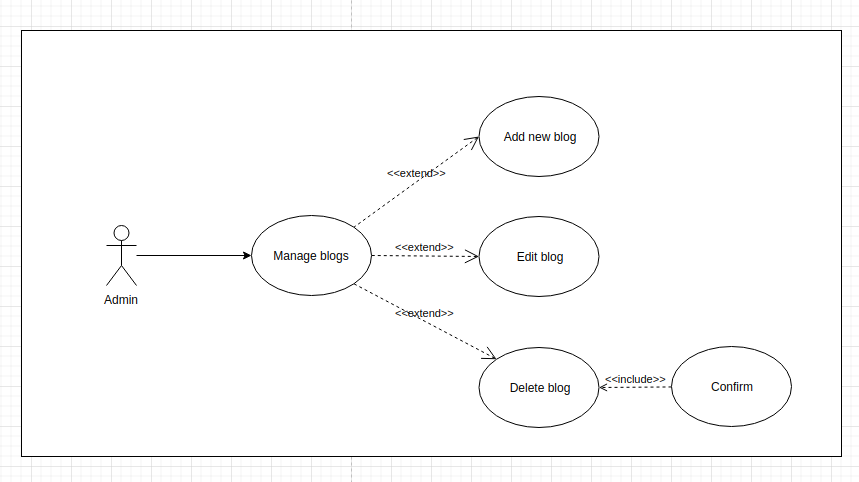 Add new blog
<<extend>>
Manage blogs
<<extend>>
Edit blog
Admin
<<extend>>
Delete blog
<<include>>
Confirm